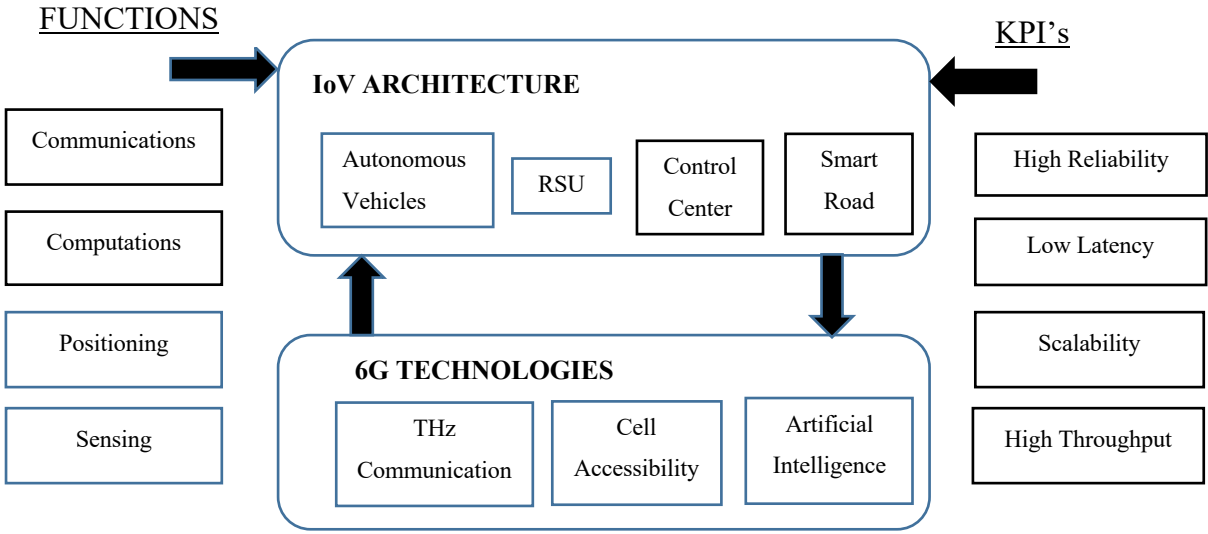 FUNCTIONS
Communications
Computations
Positioning
Sensing
IoV ARCHITECTURE
Autonomous
Vehicles
RSU
Control
Center
Smart
Road
6G TECHNOLOGIES
THz
Communication
Cell
Accessibility
Artificial
Intelligence
KPI’s
High Reliability
Low Latency
Scalability
High Throughput